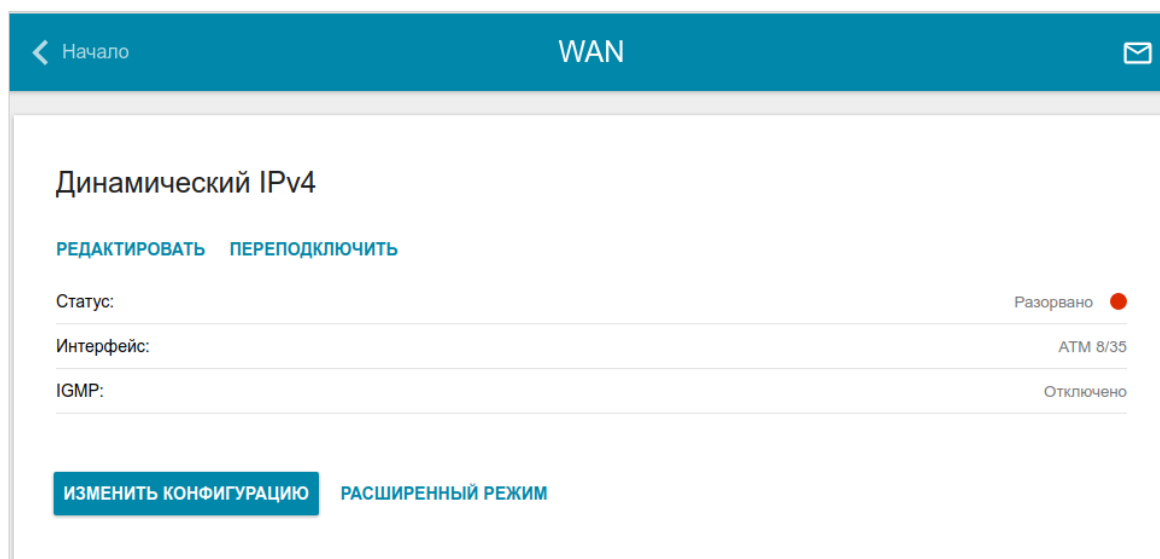 Начало
WAN
Динамический IPv4
РЕДАКТИРОВАТЬ ПЕРЕПОДКЛЮЧИТЬ
Статус: Разорвано
Интерфейс: ATM 8/35
IGMP: Отключено
ИЗМЕНИТЬ КОНФИГУРАЦИЮ РАСШИРЕННЫЙ РЕЖИМ